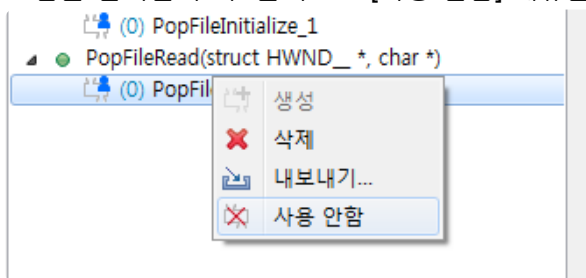 (0) PopFileInitialize_1
PopFileRead(struct HWND__ *, char *)
(0) PopFil
생성
삭제
내보내기...
사용 안함